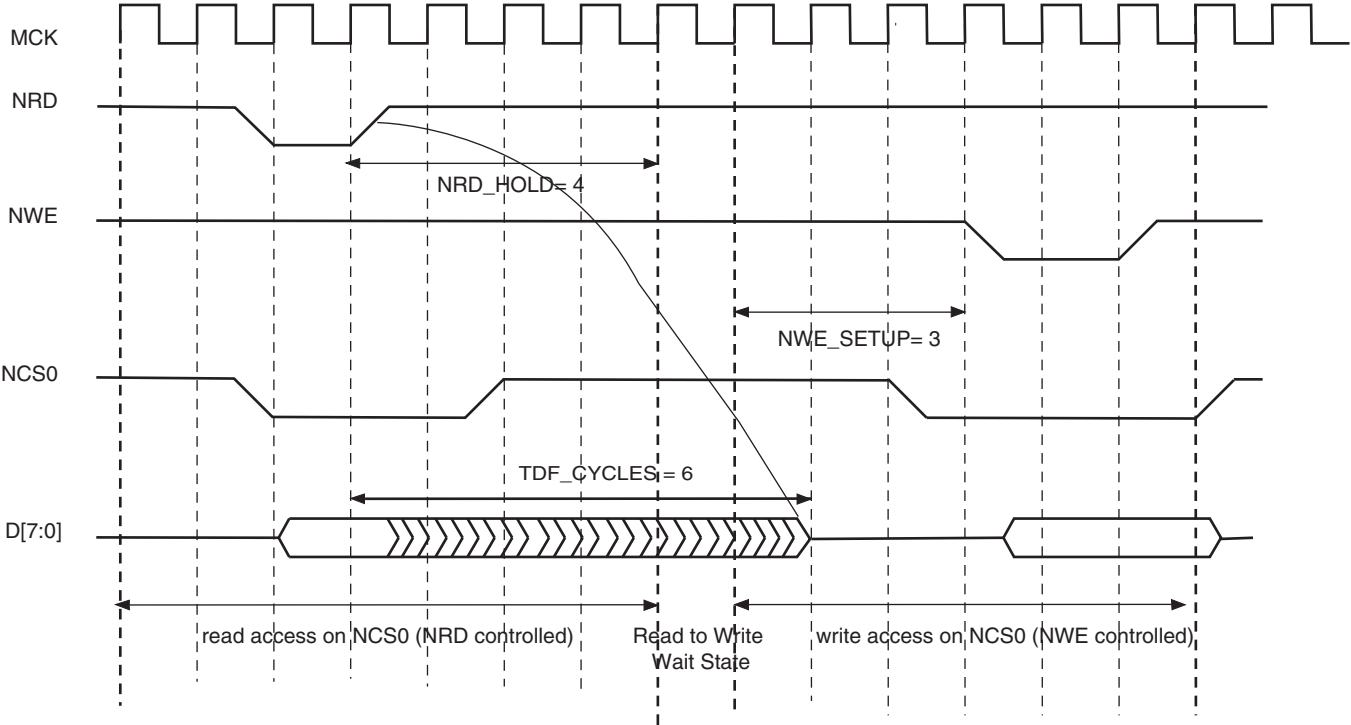 MCK
NRD
NRD_HOLD= 4
NWE
NWE_SETUP= 3
NCS0
TDF_CYCLES = 6
D[7:0]
read access on NCS0 (NRD controlled)
Read to Write
Wait State
write access on NCS0 (NWE controlled)